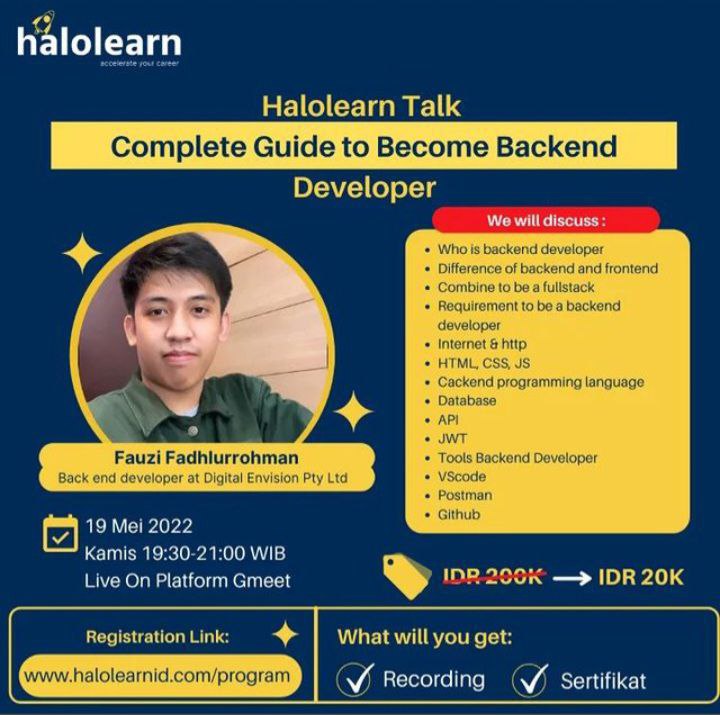 halolearn
accelerate your career
Halolearn Talk
Complete Guide to Become Backend
Developer
We will discuss :
• Who is backend developer
• Difference of backend and frontend
• Combine to be a fullstack
• Requirement to be a backend
developer
• Internet & http
• HTML, CSS, JS
• Cackend programming language
• Database
• API
• JWT
• Tools Backend Developer
• VScode
• Postman
• Github
Fauzi Fadhlurrohman
Back end developer at Digital Envision Pty Ltd
19 Mei 2022
Kamis 19:30-21:00 WIB
Live On Platform Gmeet
IDR 200K → IDR 20K
Registration Link:
www.halolearnid.com/program
What will you get:
Recording
Sertifikat